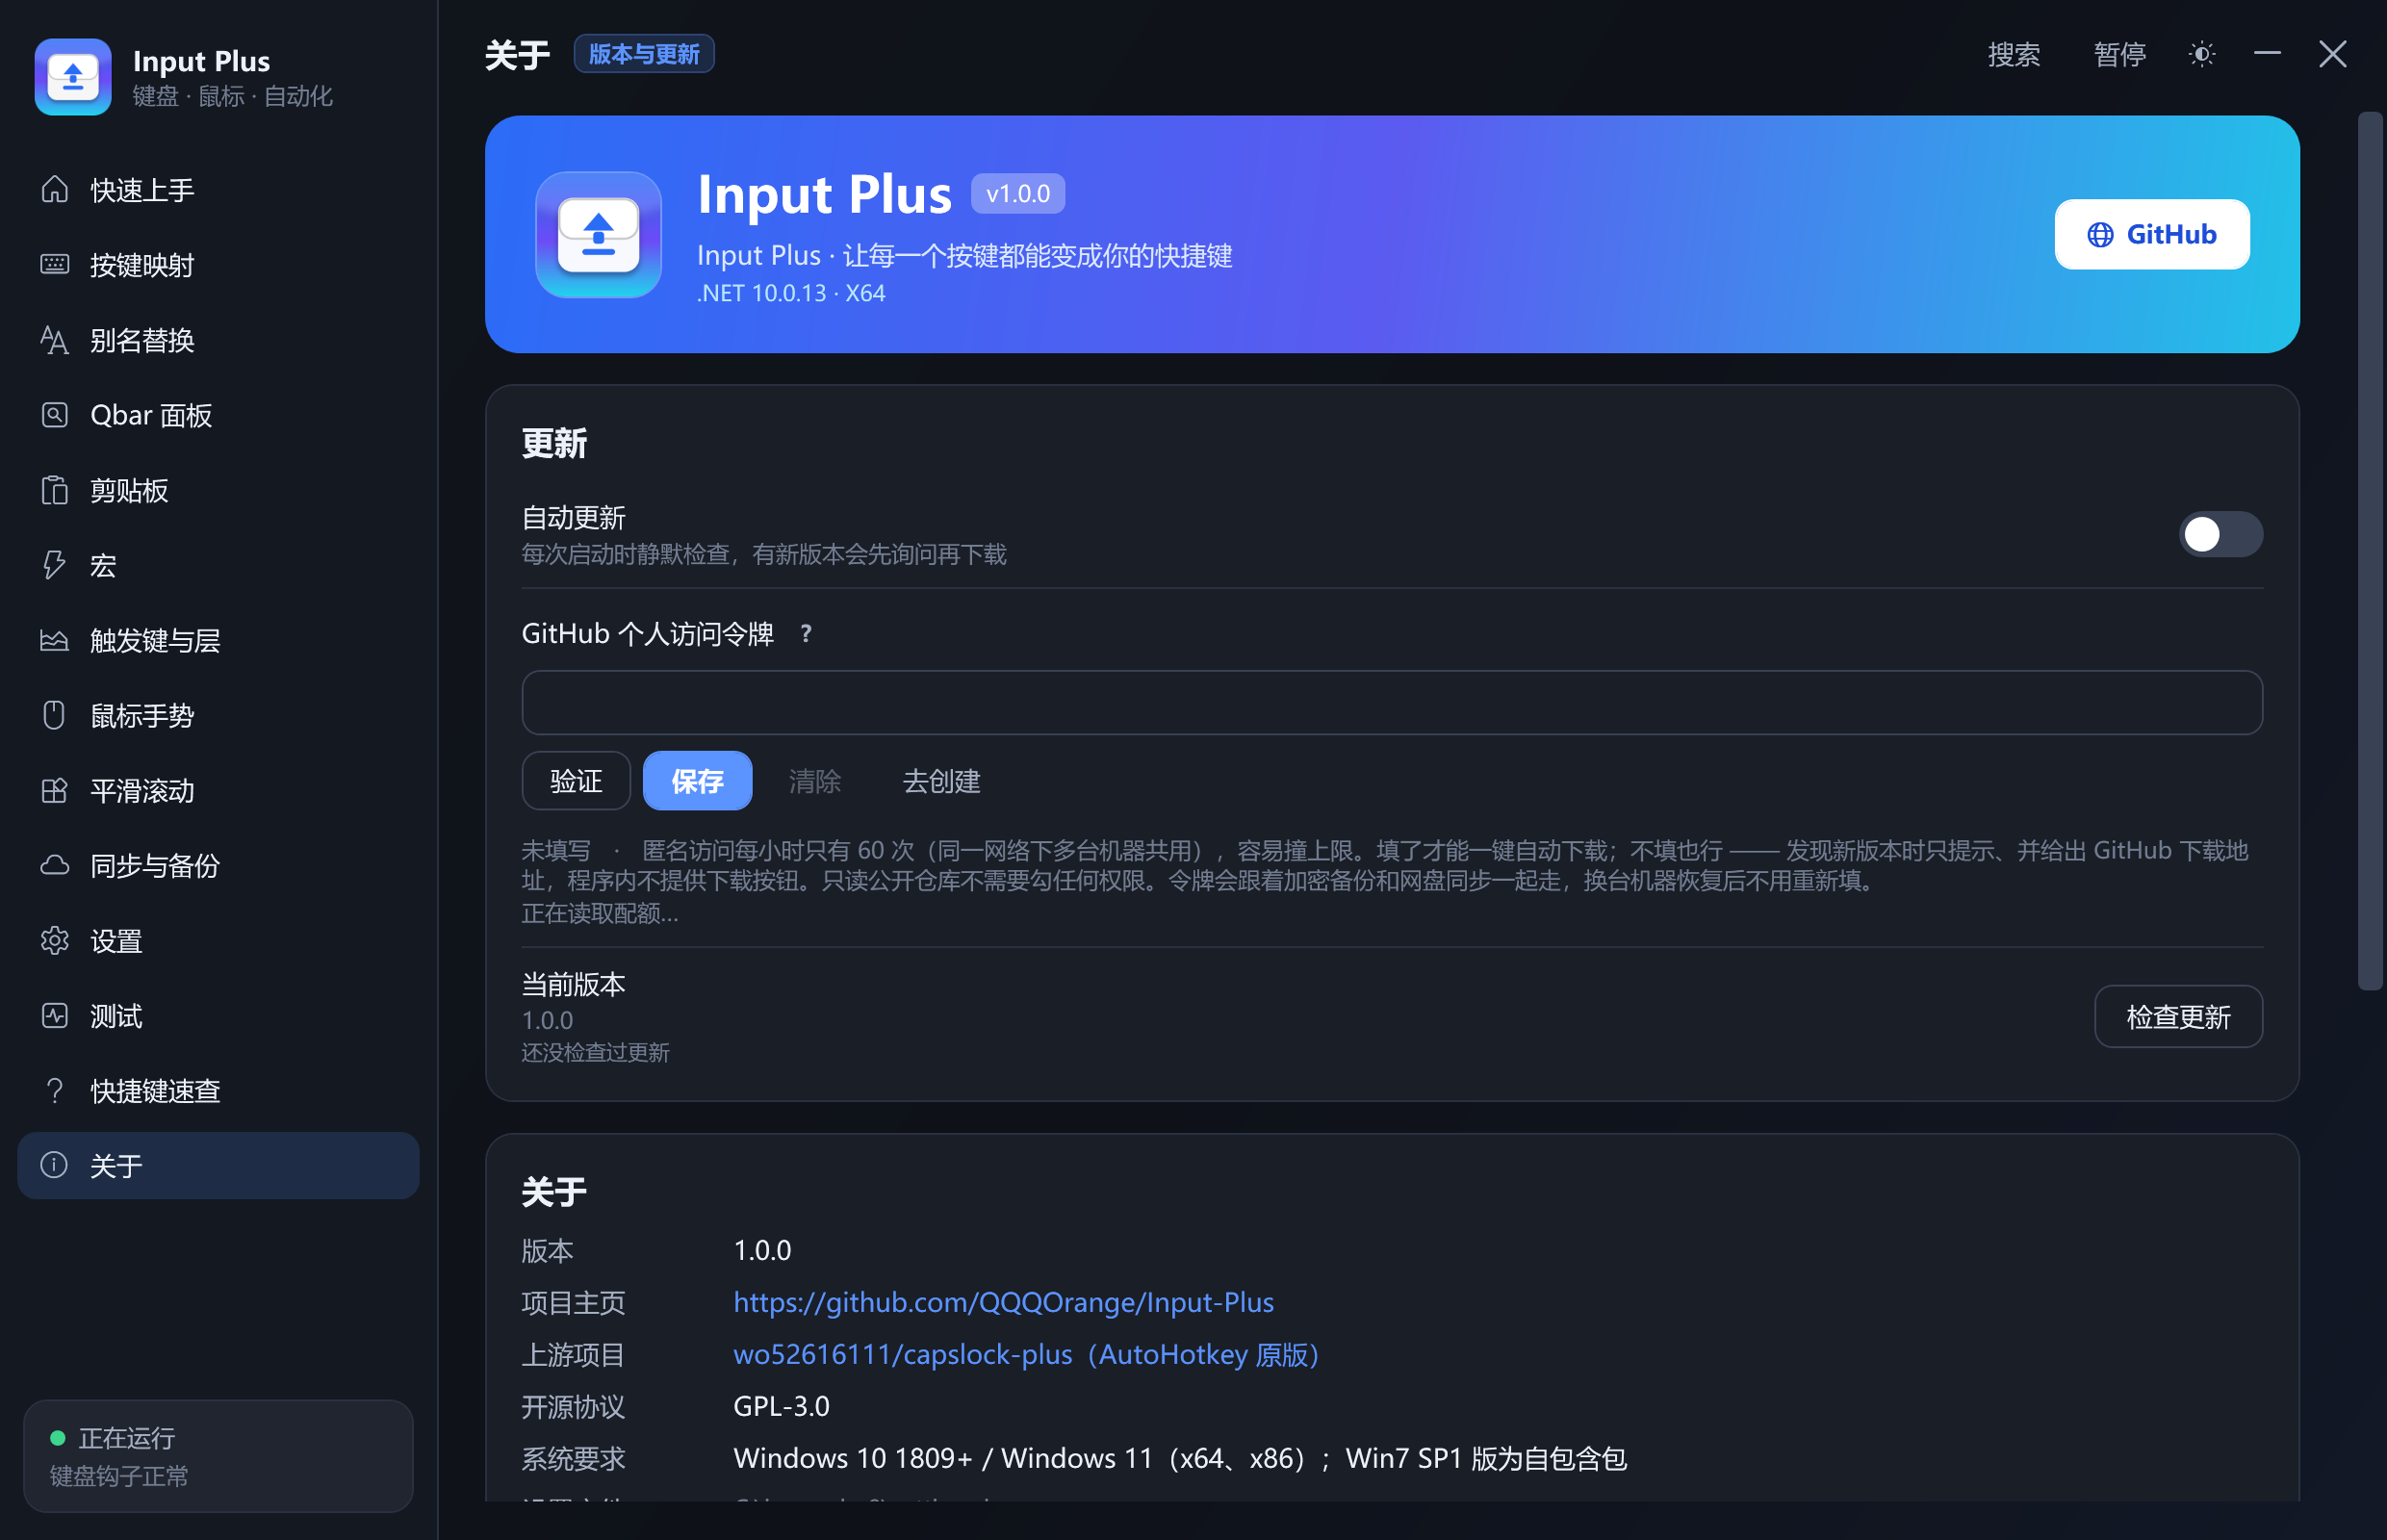 Input Plus
键盘 · 鼠标 · 自动化
快速上手
按键映射
别名替换
Qbar 面板
剪贴板
宏
触发键与层
鼠标手势
平滑滚动
同步与备份
设置
测试
快捷键速查
关于
正在运行
键盘钩子正常
关于 版本与更新
搜索 暂停
Input Plus v1.0.0
Input Plus · 让每一个按键都能变成你的快捷键
.NET 10.0.13 · X64
GitHub
更新
自动更新
每次启动时静默检查，有新版本会先询问再下载
GitHub 个人访问令牌 ?
验证 保存 清除 去创建
未填写 · 匿名访问每小时只有 60 次（同一网络下多台机器共用），容易撞上限。填了才能一键自动下载；不填也行 —— 发现新版本时只提示、并给出 GitHub 下载地
址，程序内不提供下载按钮。只读公开仓库不需要勾任何权限。令牌会跟着加密备份和网盘同步一起走，换台机器恢复后不用重新填。
正在读取配额...
当前版本
1.0.0
还没检查过更新
检查更新
关于
版本 1.0.0
项目主页 https://github.com/QQQOrange/Input-Plus
上游项目 wo52616111/capslock-plus（AutoHotkey 原版）
开源协议 GPL-3.0
系统要求 Windows 10 1809+ / Windows 11（x64、x86）；Win7 SP1 版为自包含包